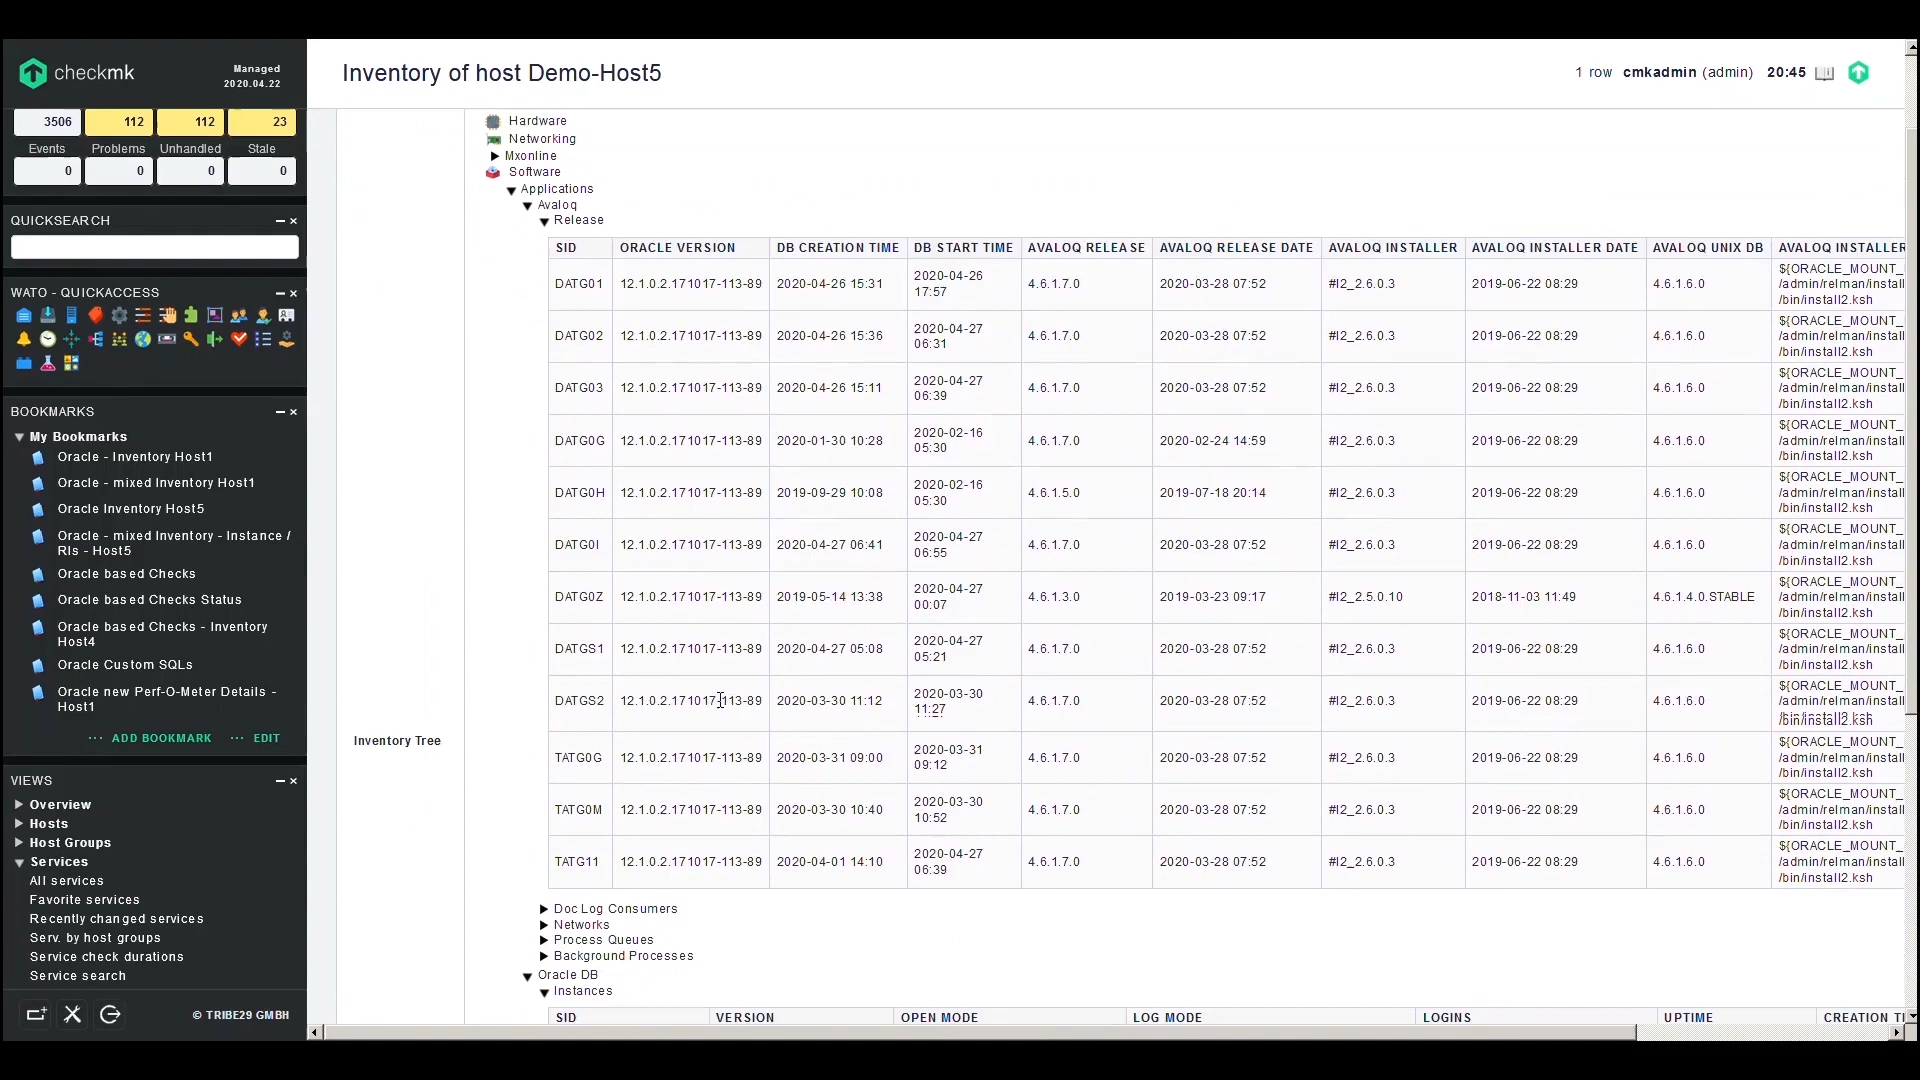 checkmk
Managed
2020.04.22
Inventory of host Demo-Host5
1 row cmkadmin (admin) 20:45
3506 112 112 23
Events Problems Unhandled Stale
0 0 0 0
QUICKSEARCH
WATO - QUICKACCESS
BOOKMARKS
My Bookmarks
Oracle - Inventory Host1
Oracle - mixed Inventory Host1
Oracle Inventory Host5
Oracle - mixed Inventory - Instance /
RIs - Host5
Oracle based Checks
Oracle based Checks Status
Oracle based Checks - Inventory
Host4
Oracle Custom SQLs
Oracle new Perf-O-Meter Details -
Host1
··· ADD BOOKMARK ··· EDIT
VIEWS
Overview
Hosts
Host Groups
Services
All services
Favorite services
Recently changed services
Serv. by host groups
Service check durations
Service search
© TRIBE29 GMBH
Inventory Tree
Hardware
Networking
Mxonline
Software
Applications
Avaloq
Release
SID ORACLE VERSION DB CREATION TIME DB START TIME AVALOQ RELEASE AVALOQ RELEASE DATE AVALOQ INSTALLER AVALOQ INSTALLER DATE AVALOQ UNIX DB AVALOQ INSTALLER
DATG01 12.1.0.2.171017-113-89 2020-04-26 15:31 2020-04-26 17:57 4.6.1.7.0 2020-03-28 07:52 #I2_2.6.0.3 2019-06-22 08:29 4.6.1.6.0 ${ORACLE_MOUNT_ /admin/relman/install /bin/install2.ksh
DATG02 12.1.0.2.171017-113-89 2020-04-26 15:36 2020-04-27 06:31 4.6.1.7.0 2020-03-28 07:52 #I2_2.6.0.3 2019-06-22 08:29 4.6.1.6.0 ${ORACLE_MOUNT_ /admin/relman/install /bin/install2.ksh
DATG03 12.1.0.2.171017-113-89 2020-04-26 15:11 2020-04-27 06:39 4.6.1.7.0 2020-03-28 07:52 #I2_2.6.0.3 2019-06-22 08:29 4.6.1.6.0 ${ORACLE_MOUNT_ /admin/relman/install /bin/install2.ksh
DATG0G 12.1.0.2.171017-113-89 2020-01-30 10:28 2020-02-16 05:30 4.6.1.7.0 2020-02-24 14:59 #I2_2.6.0.3 2019-06-22 08:29 4.6.1.6.0 ${ORACLE_MOUNT_ /admin/relman/install /bin/install2.ksh
DATG0H 12.1.0.2.171017-113-89 2019-09-29 10:08 2020-02-16 05:30 4.6.1.5.0 2019-07-18 20:14 #I2_2.6.0.3 2019-06-22 08:29 4.6.1.6.0 ${ORACLE_MOUNT_ /admin/relman/install /bin/install2.ksh
DATG0I 12.1.0.2.171017-113-89 2020-04-27 06:41 2020-04-27 06:55 4.6.1.7.0 2020-03-28 07:52 #I2_2.6.0.3 2019-06-22 08:29 4.6.1.6.0 ${ORACLE_MOUNT_ /admin/relman/install /bin/install2.ksh
DATG0Z 12.1.0.2.171017-113-89 2019-05-14 13:38 2020-04-27 00:07 4.6.1.3.0 2019-03-23 09:17 #I2_2.5.0.10 2018-11-03 11:49 4.6.1.4.0.STABLE ${ORACLE_MOUNT_ /admin/relman/install /bin/install2.ksh
DATGS1 12.1.0.2.171017-113-89 2020-04-27 05:08 2020-04-27 05:21 4.6.1.7.0 2020-03-28 07:52 #I2_2.6.0.3 2019-06-22 08:29 4.6.1.6.0 ${ORACLE_MOUNT_ /admin/relman/install /bin/install2.ksh
DATGS2 12.1.0.2.171017-113-89 2020-03-30 11:12 2020-03-30 11:27 4.6.1.7.0 2020-03-28 07:52 #I2_2.6.0.3 2019-06-22 08:29 4.6.1.6.0 ${ORACLE_MOUNT_ /admin/relman/install /bin/install2.ksh
TATG0G 12.1.0.2.171017-113-89 2020-03-31 09:00 2020-03-31 09:12 4.6.1.7.0 2020-03-28 07:52 #I2_2.6.0.3 2019-06-22 08:29 4.6.1.6.0 ${ORACLE_MOUNT_ /admin/relman/install /bin/install2.ksh
TATG0M 12.1.0.2.171017-113-89 2020-03-30 10:40 2020-03-30 10:52 4.6.1.7.0 2020-03-28 07:52 #I2_2.6.0.3 2019-06-22 08:29 4.6.1.6.0 ${ORACLE_MOUNT_ /admin/relman/install /bin/install2.ksh
TATG11 12.1.0.2.171017-113-89 2020-04-01 14:10 2020-04-27 06:39 4.6.1.7.0 2020-03-28 07:52 #I2_2.6.0.3 2019-06-22 08:29 4.6.1.6.0 ${ORACLE_MOUNT_ /admin/relman/install /bin/install2.ksh
Doc Log Consumers
Networks
Process Queues
Background Processes
Oracle DB
Instances
SID VERSION OPEN MODE LOG MODE LOGINS UPTIME CREATION TI